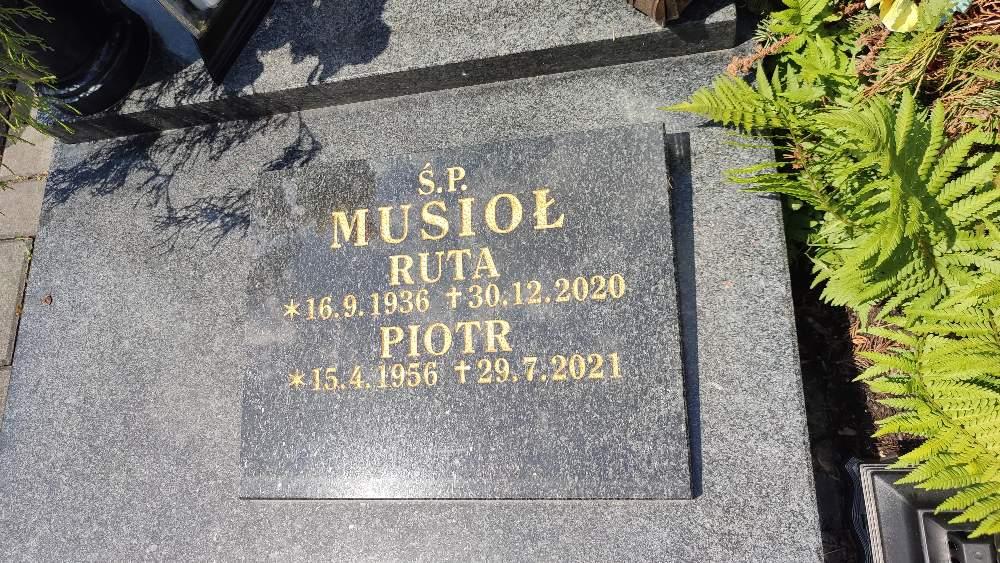 Ś.P.
MUSIOŁ
RUTA
*16.9.1936 †30.12.2020
PIOTR
*15.4.1956 †29.7.2021